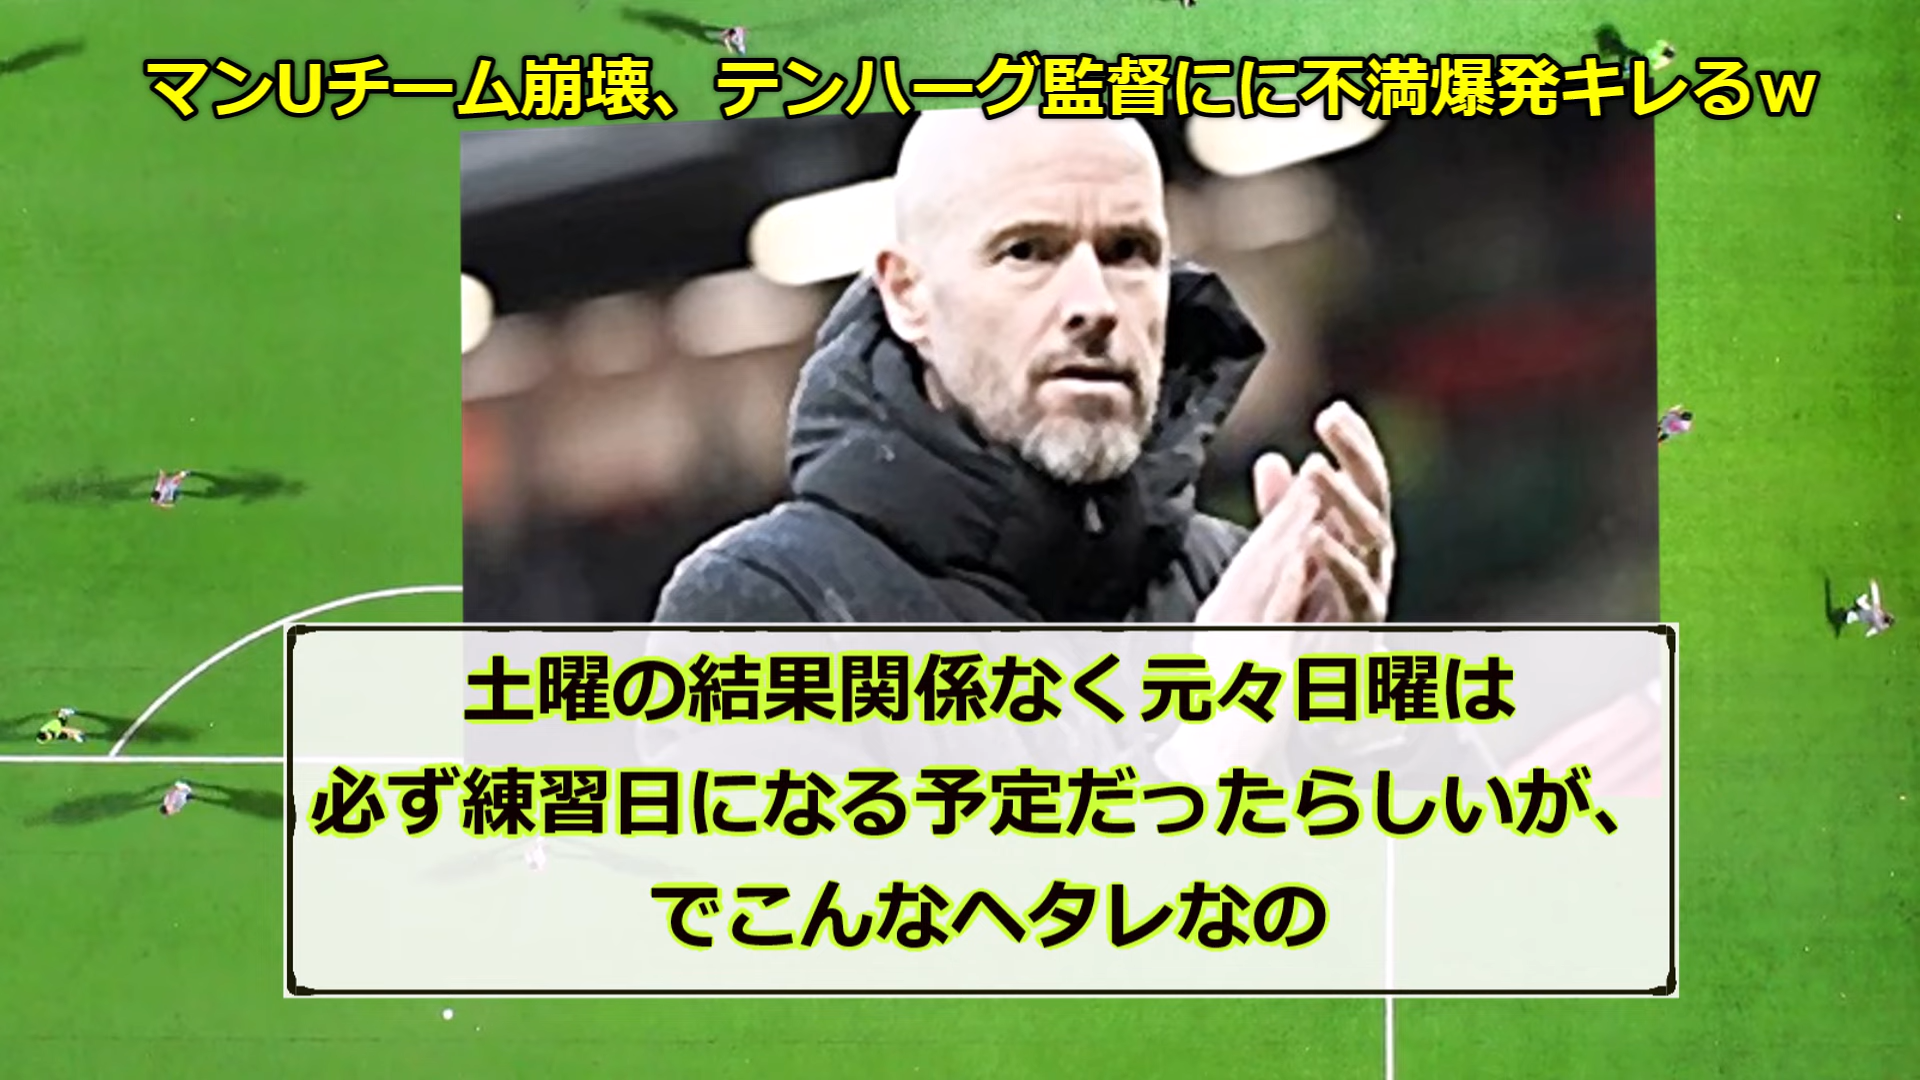 マンUチーム崩壊、テンハーグ監督にに不満爆発キレるｗ
土曜の結果関係なく元々日曜は
必ず練習日になる予定だったらしいが、
でこんなヘタレなの